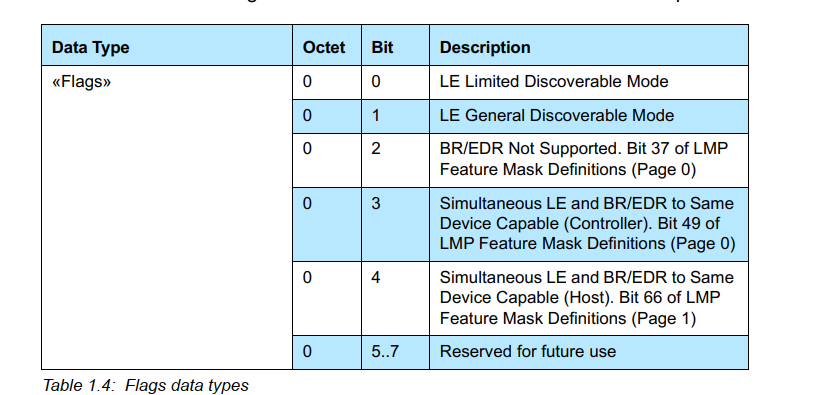 Data Type Octet Bit Description
«Flags» 0 0 LE Limited Discoverable Mode
0 1 LE General Discoverable Mode
0 2 BR/EDR Not Supported. Bit 37 of LMP
Feature Mask Definitions (Page 0)
0 3 Simultaneous LE and BR/EDR to Same
Device Capable (Controller). Bit 49 of
LMP Feature Mask Definitions (Page 0)
0 4 Simultaneous LE and BR/EDR to Same
Device Capable (Host). Bit 66 of LMP
Feature Mask Definitions (Page 1)
0 5..7 Reserved for future use
Table 1.4: Flags data types